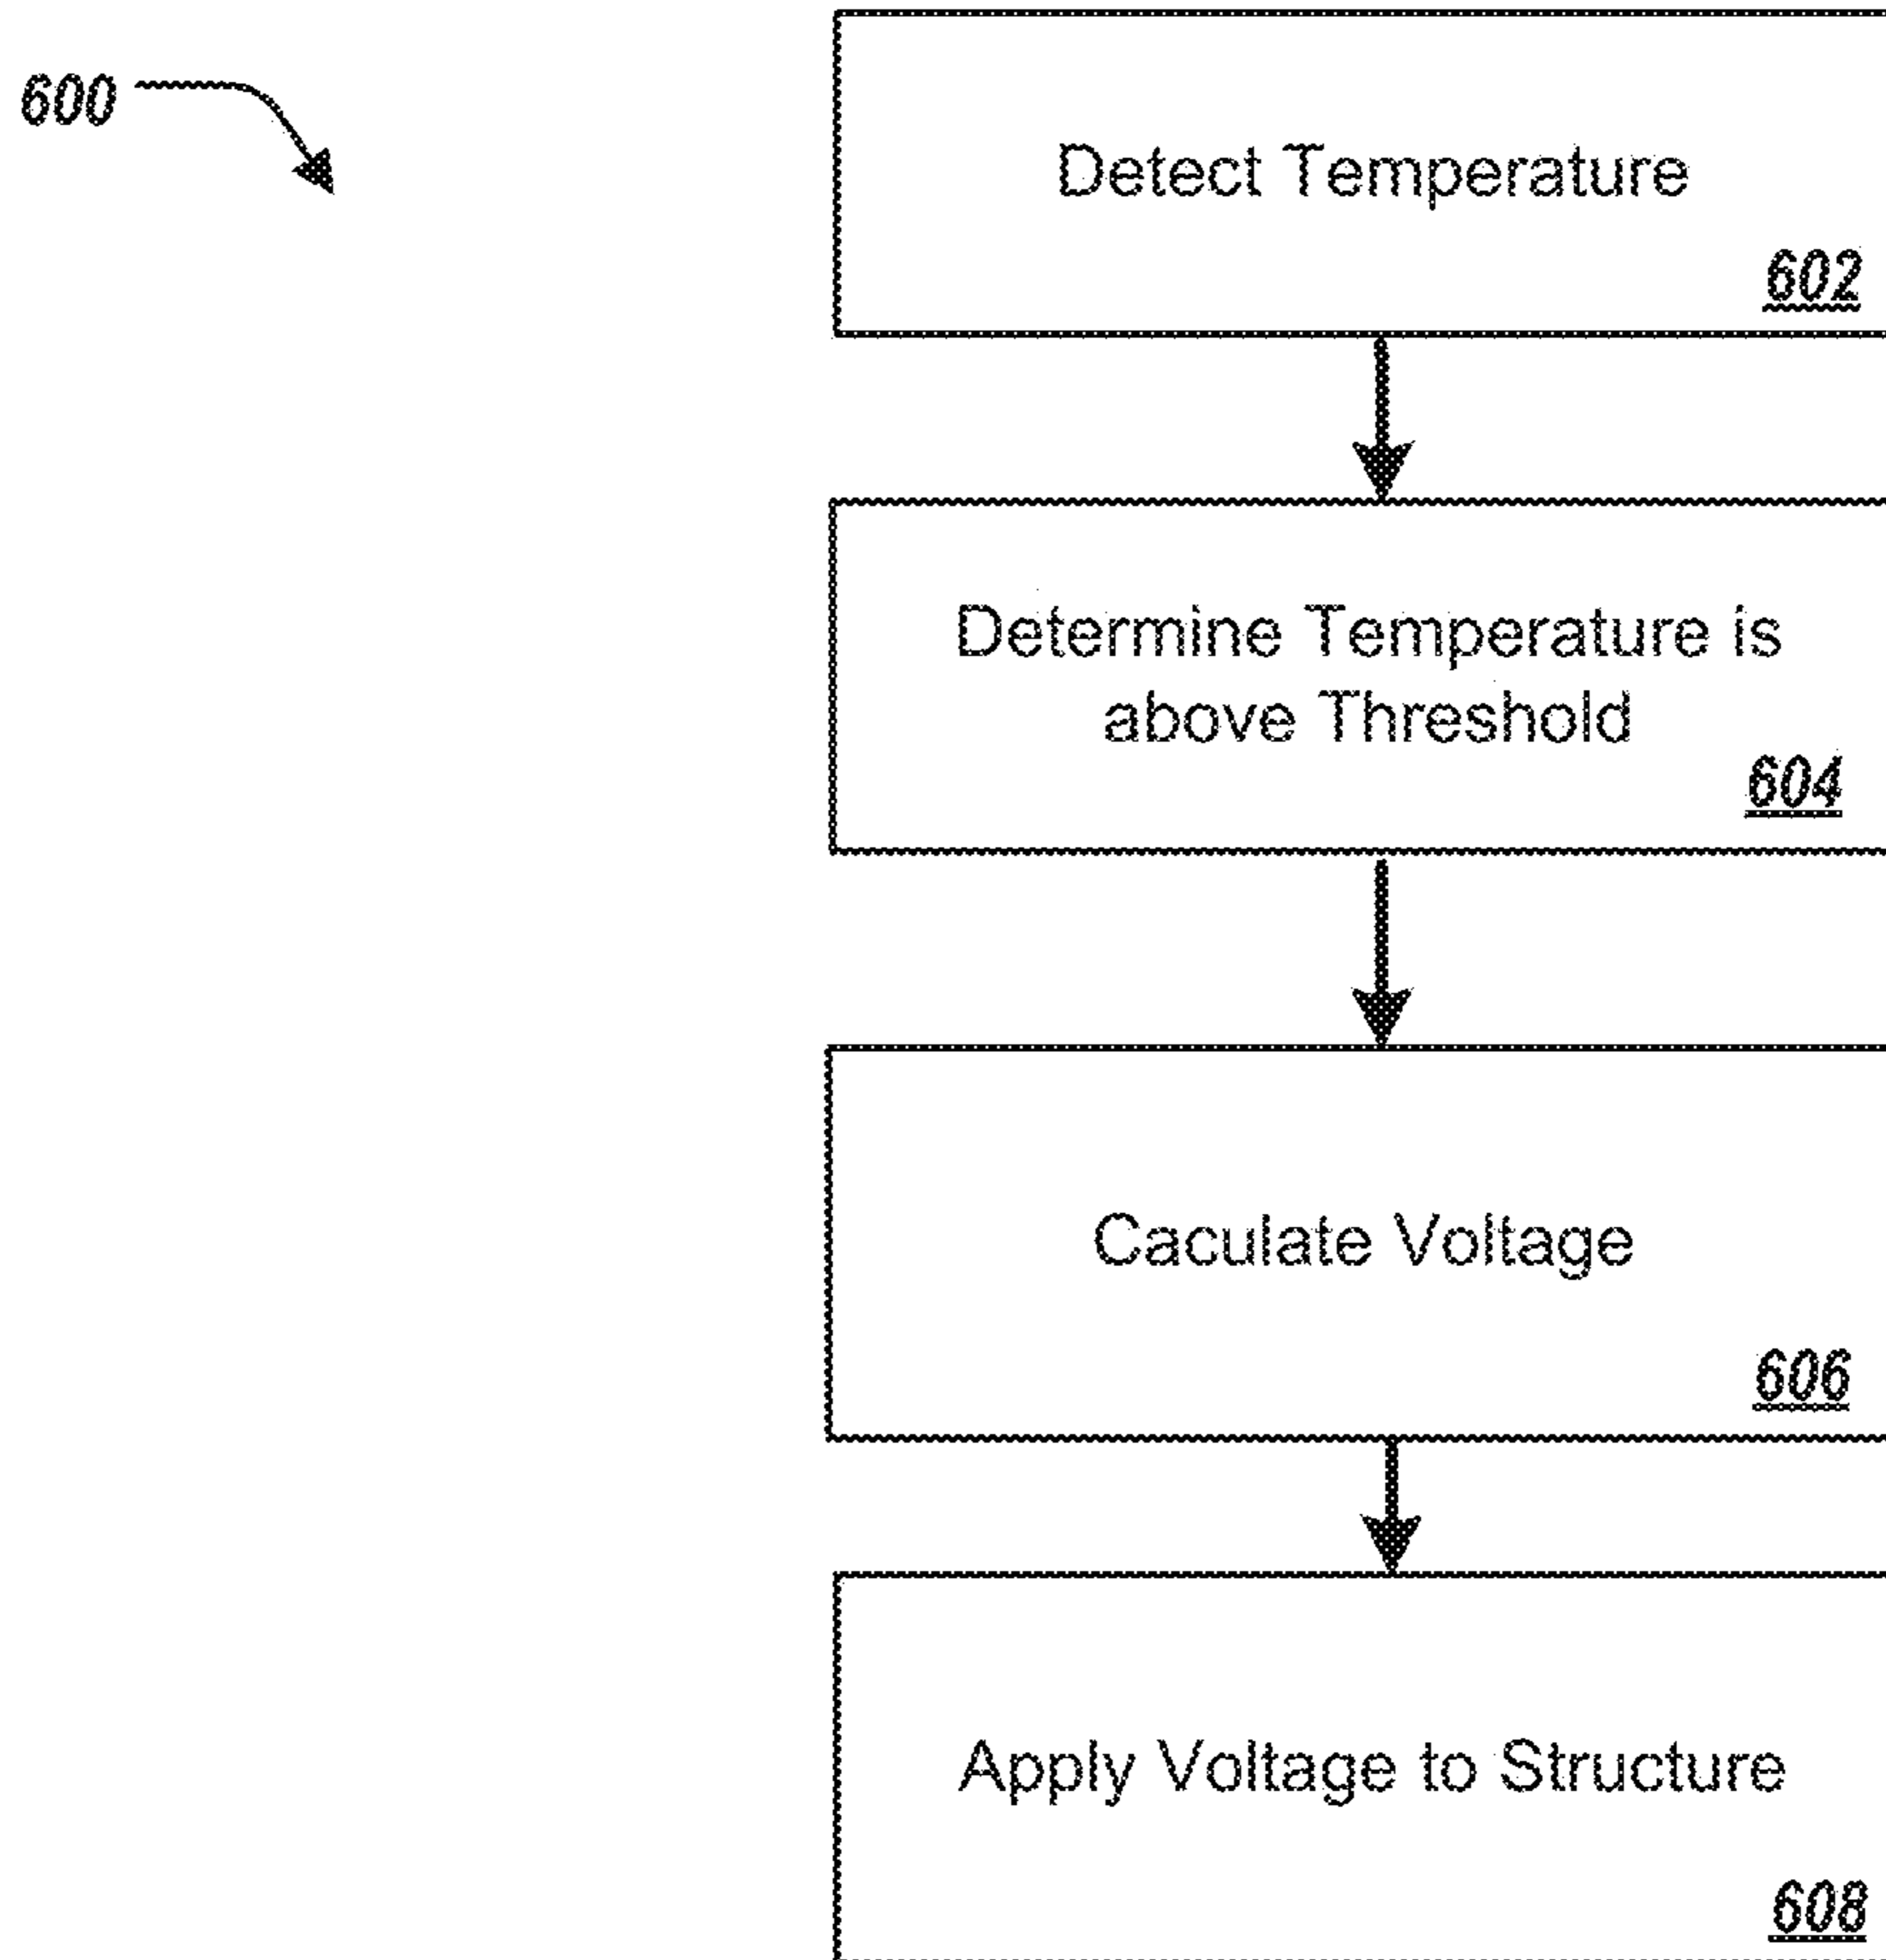 600
Detect Temperature
602
Determine Temperature is
above Threshold
604
Caculate Voltage
606
Apply Voltage to Structure
608